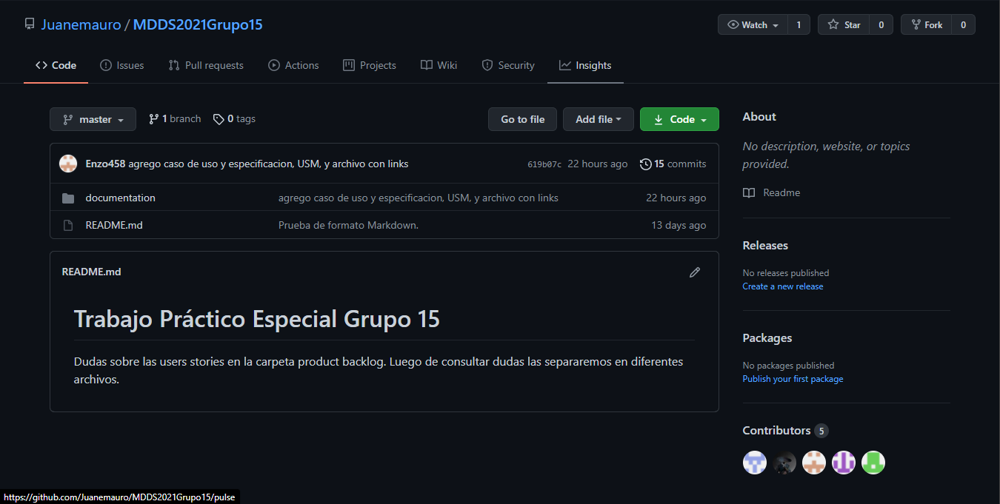 Juanemauro / MDDS2021Grupo15
Watch 1 Star 0 Fork 0
Code Issues Pull requests Actions Projects Wiki Security Insights
master 1 branch 0 tags Go to file Add file Code
Enzo458 agrego caso de uso y especificacion, USM, y archivo con links 619b07c 22 hours ago 15 commits
documentation agrego caso de uso y especificacion, USM, y archivo con links 22 hours ago
README.md Prueba de formato Markdown. 13 days ago
README.md
Trabajo Práctico Especial Grupo 15
Dudas sobre las users stories en la carpeta product backlog. Luego de consultar dudas las separaremos en diferentes
archivos.
About
No description, website, or topics
provided.
Readme
Releases
No releases published
Create a new release
Packages
No packages published
Publish your first package
Contributors 5
https://github.com/Juanemauro/MDDS2021Grupo15/pulse